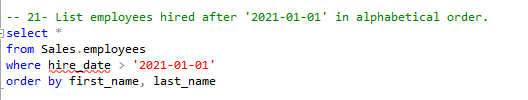 -- 21- List employees hired after '2021-01-01' in alphabetical order.
select *
from Sales.employees
where hire_date > '2021-01-01'
order by first_name, last_name